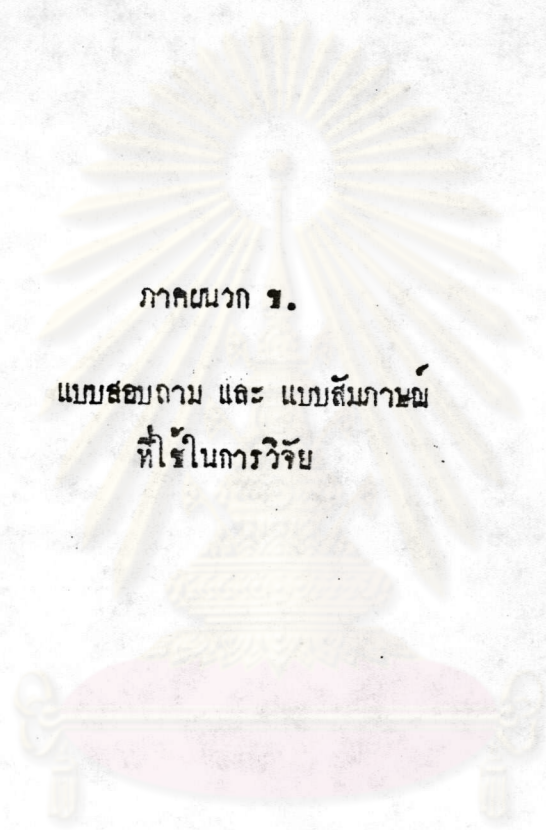 ภาคผนวก ข.
แบบสอบถาม และ แบบสัมภาษณ์
ที่ใช้ในการวิจัย